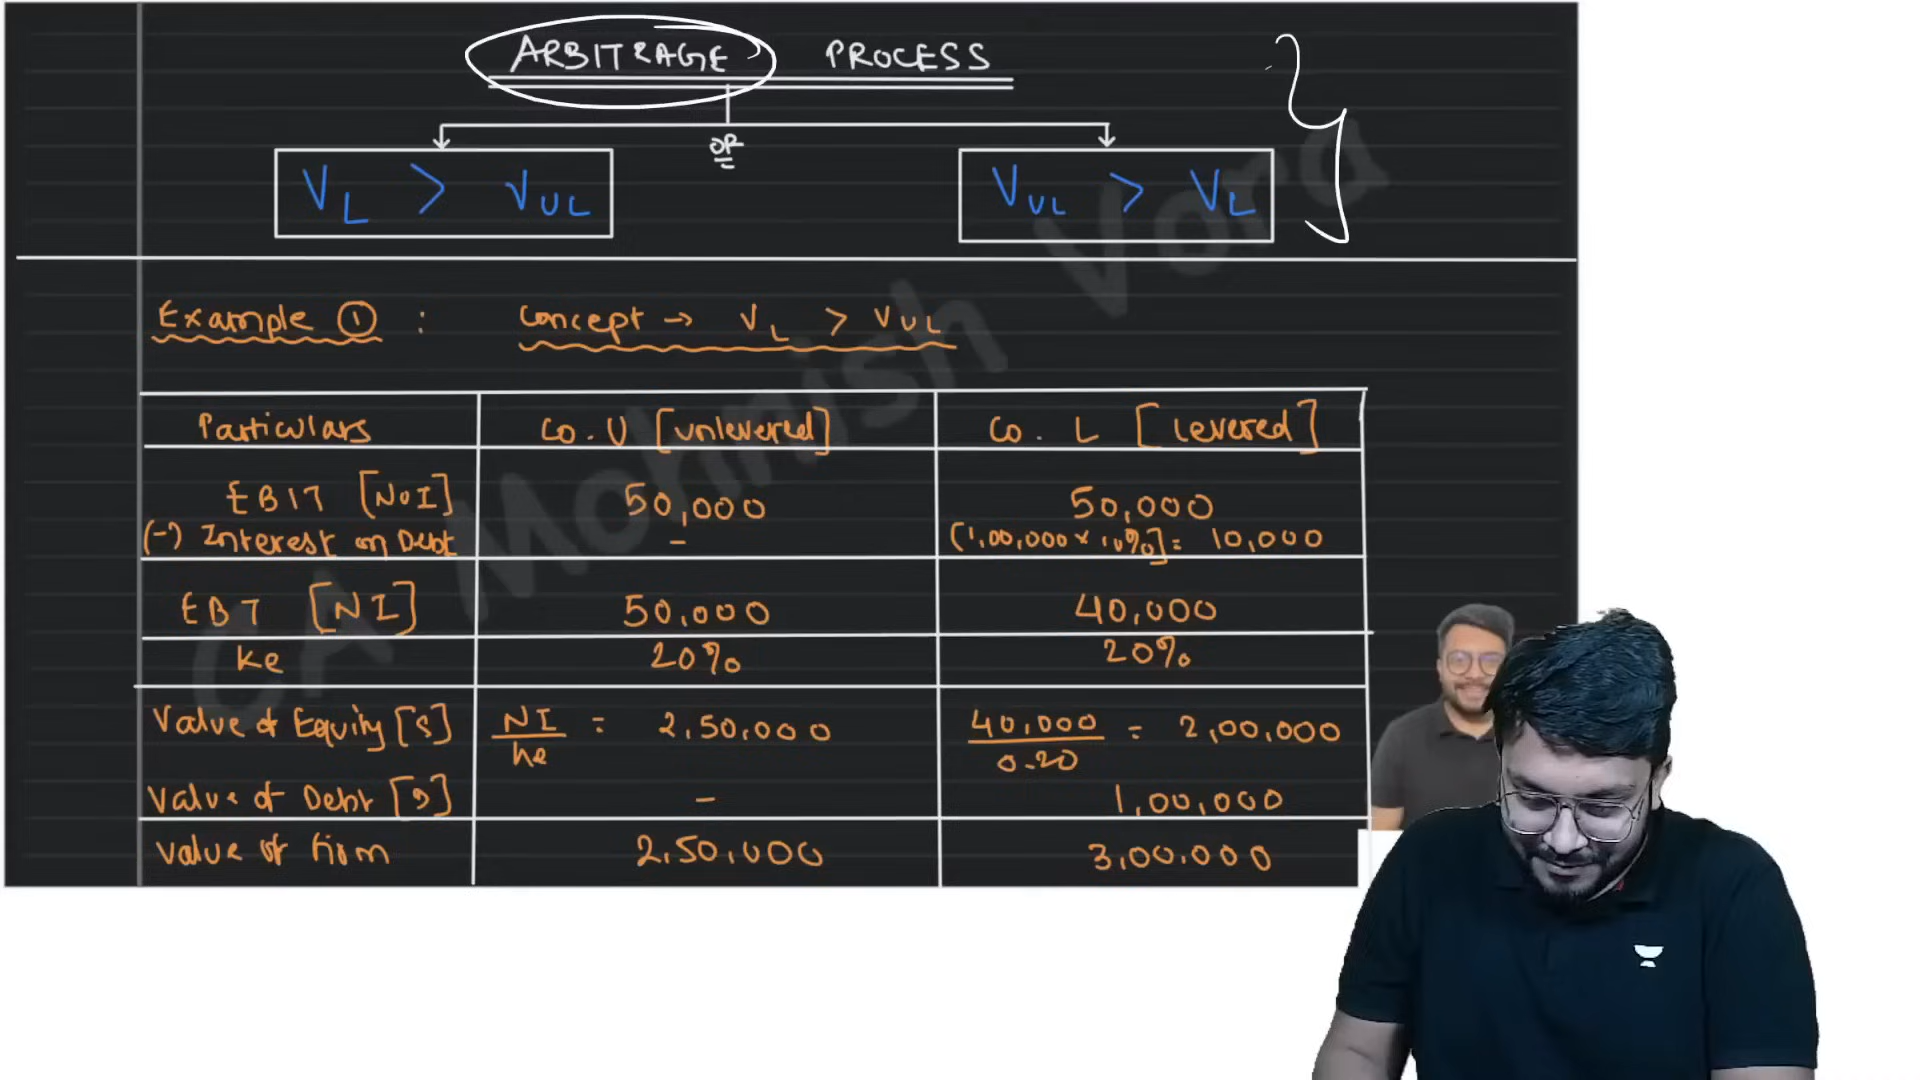 ARBITRAGE PROCESS
OR
VL > VUL
VUL > VL
Example ① : Concept → VL > VUL
Particulars Co. U [unlevered] Co. L [Levered]
EBIT [NOI] 50,000 50,000
(-) Interest on Debt - [1,00,000 × 10%] = 10,000
EBT [NI] 50,000 40,000
ke 20% 20%
Value of Equity [S] NI/ke = 2,50,000 40,000/0.20 = 2,00,000
Value of Debt [D] - 1,00,000
Value of Firm 2,50,000 3,00,000
CA Mohnish Vora